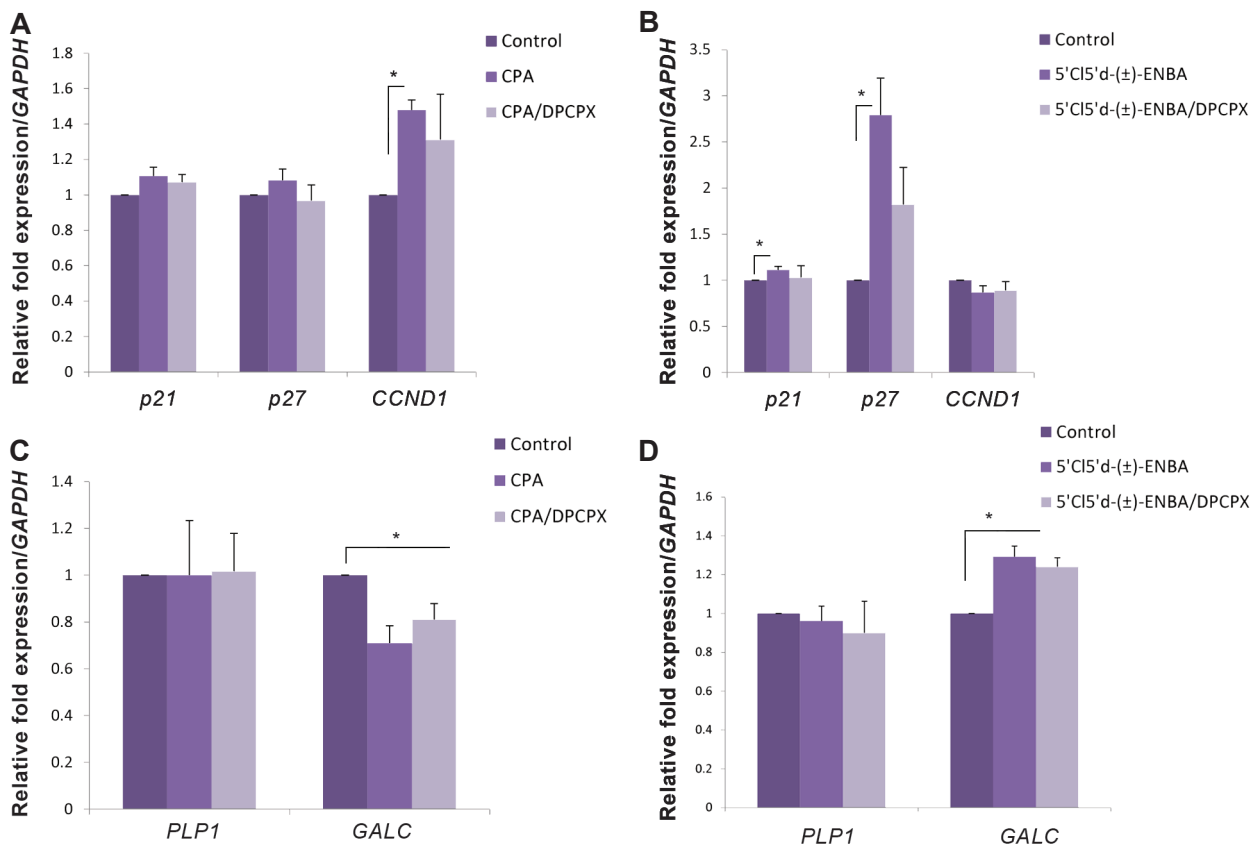 A
Relative fold expression/GAPDH
1.8
1.6
1.4
1.2
1
0.8
0.6
0.4
0.2
0
*
p21
p27
CCND1
Control
CPA
CPA/DPCPX
B
Relative fold expression/GAPDH
3.5
3
2.5
2
1.5
1
0.5
0
*
*
p21
p27
CCND1
Control
5'Cl5'd-(±)-ENBA
5'Cl5'd-(±)-ENBA/DPCPX
C
Relative fold expression/GAPDH
1.4
1.2
1
0.8
0.6
0.4
0.2
0
*
PLP1
GALC
Control
CPA
CPA/DPCPX
D
Relative fold expression/GAPDH
1.6
1.4
1.2
1
0.8
0.6
0.4
0.2
0
*
PLP1
GALC
Control
5'Cl5'd-(±)-ENBA
5'Cl5'd-(±)-ENBA/DPCPX